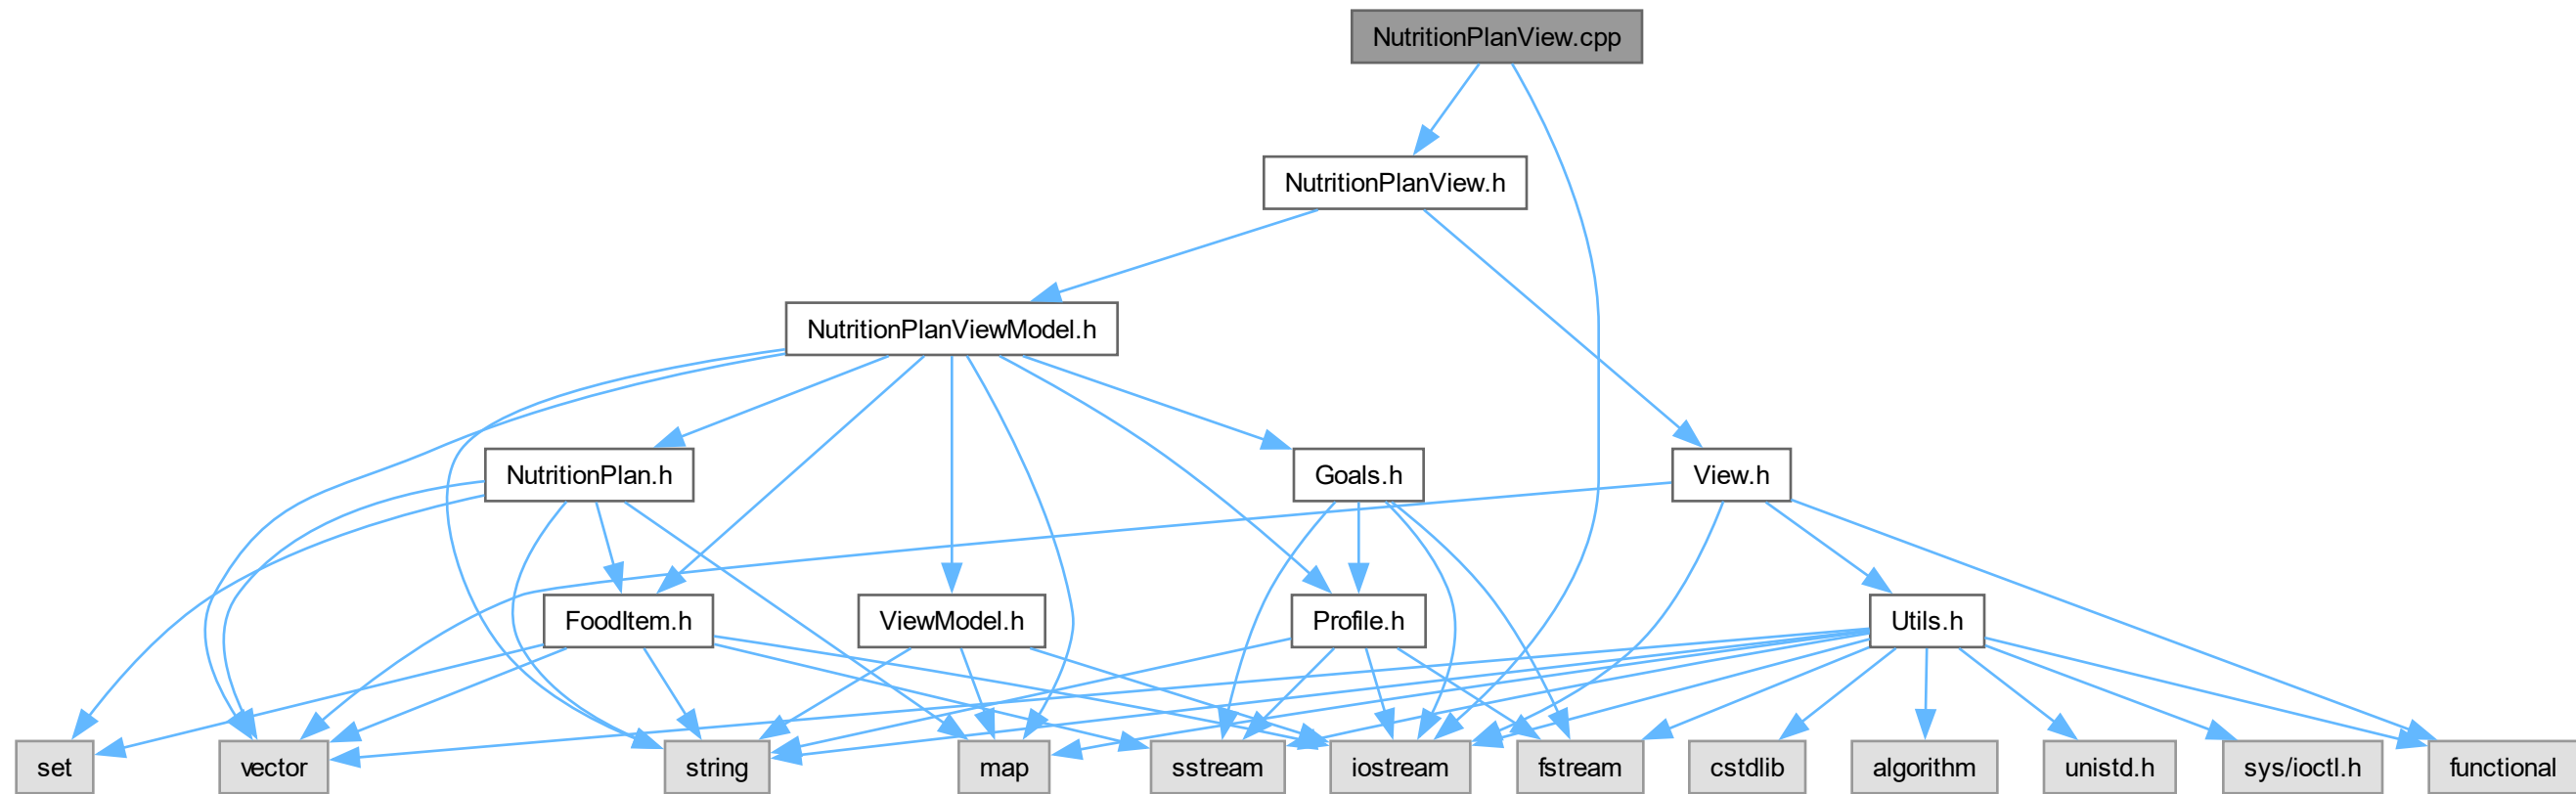 NutritionPlanView.cpp
NutritionPlanView.h
NutritionPlanViewModel.h
NutritionPlan.h
Goals.h
View.h
FoodItem.h
ViewModel.h
Profile.h
Utils.h
set
vector
string
map
sstream
iostream
fstream
cstdlib
algorithm
unistd.h
sys/ioctl.h
functional